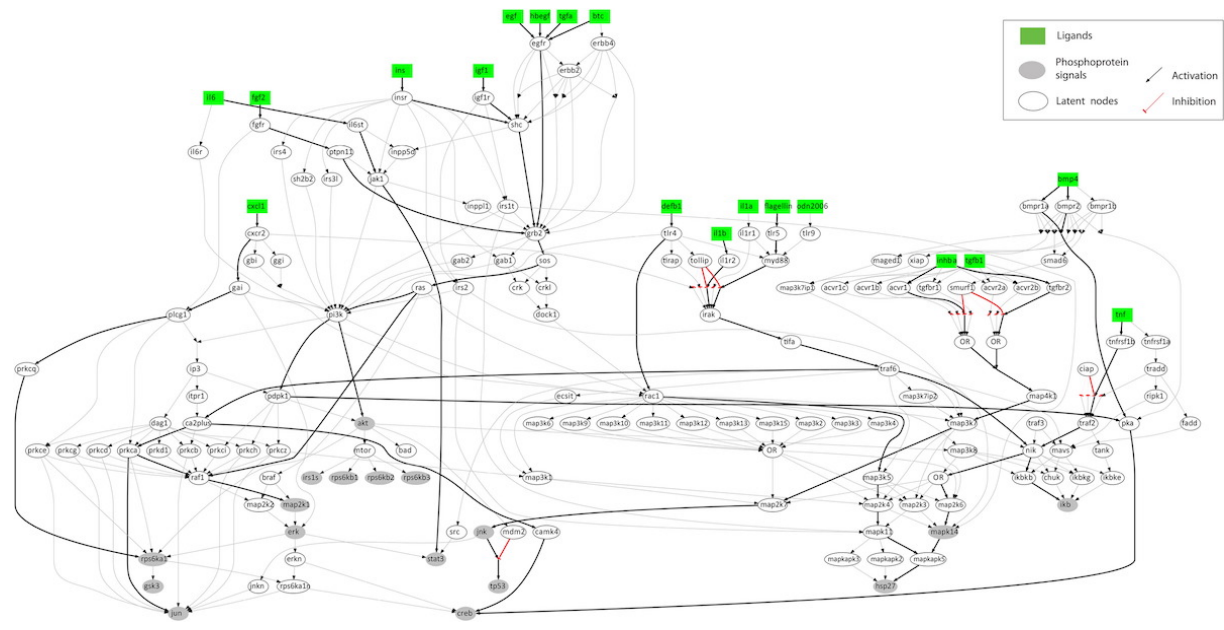 egf hbegf tgfa btc
Ligands
egfr erbb4
Phosphoprotein
signals
Activation
erbb2
ins igf1
Latent nodes
Inhibition
il6 fgf2 insr igf1r
fgfr il6st shc
il6r irs4 ptpn11 inpp5d
sh2b2 irs3l jak1
bmp4
cxcl1 inppl1 irs1t defb1 il1a flagellin odn2006 bmpr1a bmpr2 bmpr1b
cxcr2 grb2 tlr4 il1b il1r1 tlr5 tlr9
gbi ggi gab2 gab1 sos tirap tollip il1r2 myd88 maged1 xiap inhba tgfb1 smad6
gai ras irs2 crk crkl map3k7ip1 acvr1c acvr1b acvr1 tgfbr1 smurf1 acvr2a acvr2b tgfbr2
plcg1 pi3k dock1 irak tnf
tifa OR OR tnfrsf1b tnfrsf1a
prkcq ip3 traf6 ciap tradd
itpr1 pdpk1 ecsit rac1 map3k7ip2 map4k1 ripk1
dag1 ca2plus akt map3k6 map3k9 map3k10 map3k11 map3k12 map3k13 map3k15 map3k2 map3k3 map3k4 map3k7 traf3 traf2 pka fadd
prkce prkcg prkcd prkca prkd1 prkcb prkci prkch prkcz mtor bad OR map3k8 nik mavs tank
raf1 braf irs1s rps6kb1 rps6kb2 rps6kb3 map3k1 map3k5 OR ikbkb chuk ikbkg ikbke
map2k2 map2k1 map2k7 map2k4 map2k3 map2k6 ikb
erk src jnk mdm2 camk4 mapk11 mapk14
rps6ka1 erkn stat3 mapkapk3 mapkapk2 mapkapk5
gsk3 jnkn rps6ka1n tp53 hsp27
jun creb